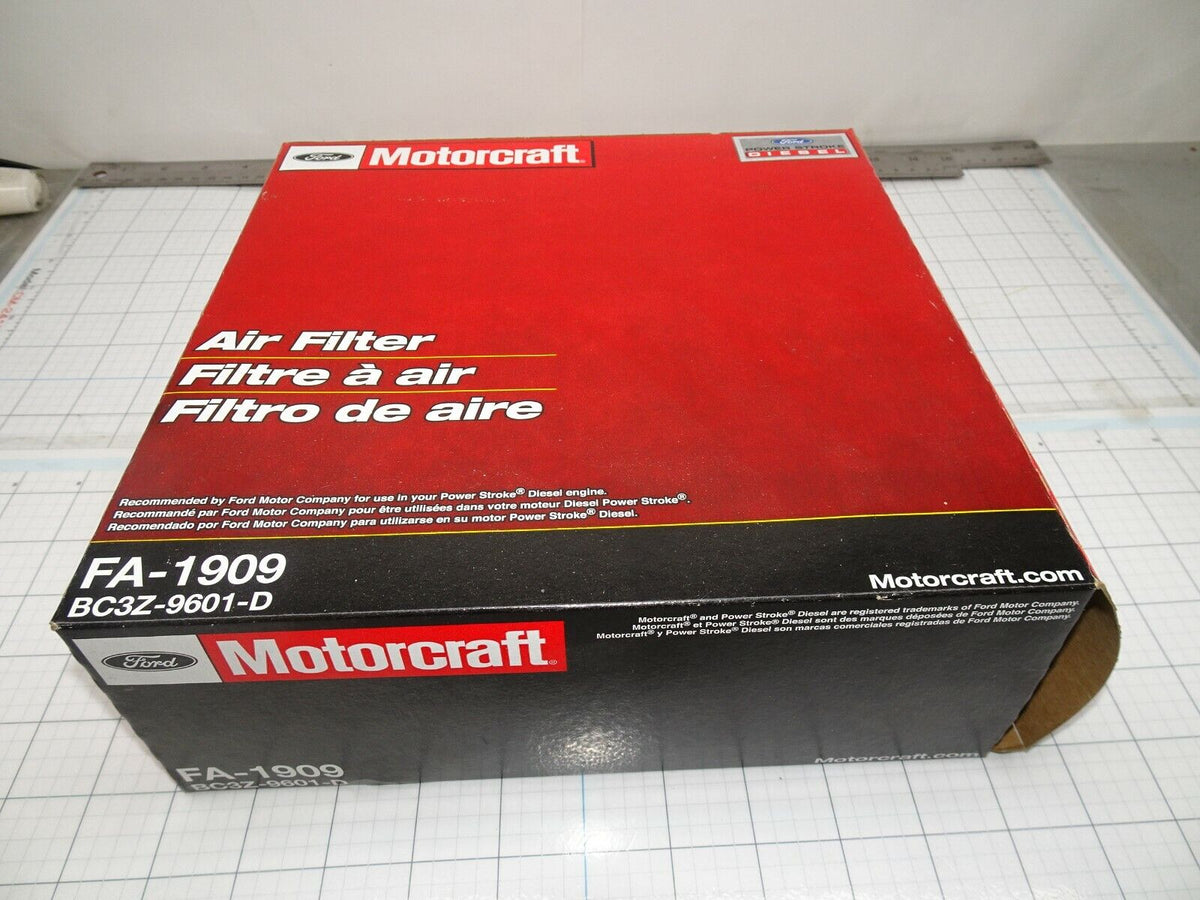 Ford Motorcraft®
Ford
POWER STROKE
DIESEL
Air Filter
Filtre à air
Filtro de aire
Recommended by Ford Motor Company for use in your Power Stroke® Diesel engine.
Recommandé par Ford Motor Company pour être utilisées dans votre moteur Diesel Power Stroke®.
Recomendado por Ford Motor Company para utilizarse en su motor Power Stroke® Diesel.
FA-1909
BC3Z-9601-D
Motorcraft.com
Motorcraft® and Power Stroke® Diesel are registered trademarks of Ford Motor Company.
Motorcraft® et Power Stroke® Diesel sont des marques déposées de Ford Motor Company.
Motorcraft® y Power Stroke® Diesel son marcas comerciales registradas de Ford Motor Company.
Ford Motorcraft®
FA-1909
BC3Z-9601-D
Motorcraft.com